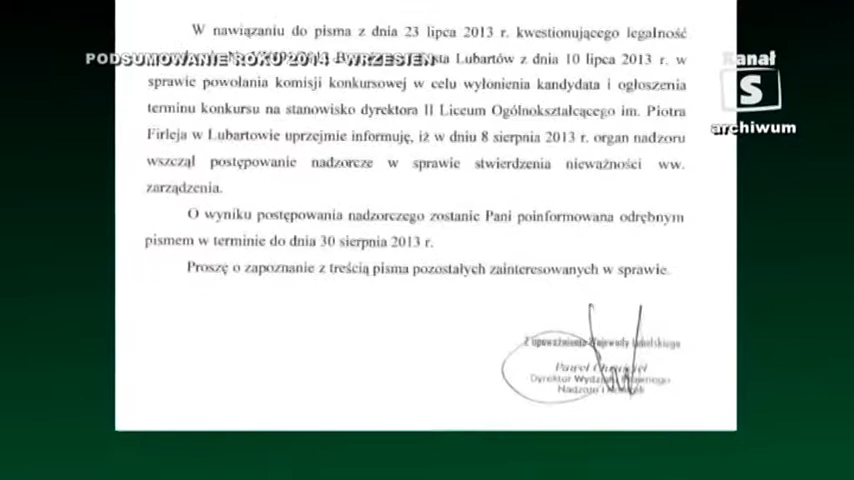 W nawiązaniu do pisma z dnia 23 lipca 2013 r. kwestionującego legalność
PODSUMOWANIE ROKU 2014 - WRZESIEŃ
Lubartów z dnia 10 lipca 2013 r. w
sprawie powołania komisji konkursowej w celu wyłonienia kandydata i ogłoszenia
terminu konkursu na stanowisko dyrektora II Liceum Ogólnokształcącego im. Piotra
Firleja w Lubartowie uprzejmie informuję, iż w dniu 8 sierpnia 2013 r. organ nadzoru
wszczął postępowanie nadzorcze w sprawie stwierdzenia nieważności ww.
zarządzenia.
O wyniku postępowania nadzorczego zostanie Pani poinformowana odrębnym
pismem w terminie do dnia 30 sierpnia 2013 r.
Proszę o zapoznanie z treścią pisma pozostałych zainteresowanych w sprawie.
Z upoważnienia Wojewody Lubelskiego
Paweł
Dyrektor Wydziału
Nadzoru i
Kanał
S
archiwum